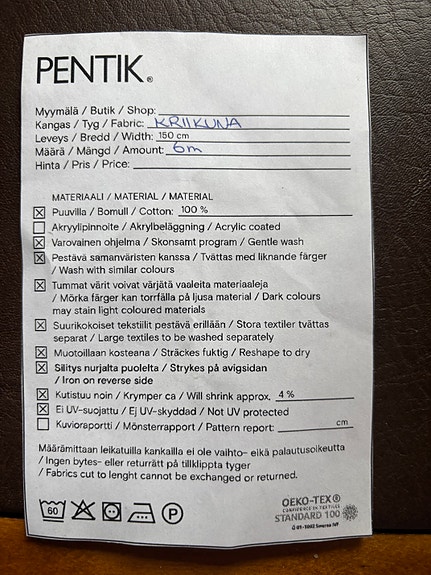 PENTIK®
Myymälä / Butik / Shop:
Kangas / Tyg / Fabric: KRIIKUNA
Leveys / Bredd / Width: 150 cm
Määrä / Mängd / Amount: 6m
Hinta / Pris / Price:
MATERIAALI / MATERIAL / MATERIAL
Puuvilla / Bomull / Cotton: 100 %
Akryylipinnoite / Akrylbeläggning / Acrylic coated
Varovainen ohjelma / Skonsamt program / Gentle wash
Pestävä samanväristen kanssa / Tvättas med liknande färger
/ Wash with similar colours
Tummat värit voivat värjätä vaaleita materiaaleja
/ Mörka färger kan torrfälla på ljusa material / Dark colours
may stain light coloured materials
Suurikokoiset tekstiilit pestävä erillään / Stora textiler tvättas
separat / Large textiles to be washed separately
Muotoillaan kosteana / Sträckes fuktig / Reshape to dry
Silitys nurjalta puolelta / Strykes på avigsidan
/ Iron on reverse side
Kutistuu noin / Krymper ca / Will shrink approx. 4 %
Ei UV-suojattu / Ej UV-skyddad / Not UV protected
Kuvioraportti / Mönsterrapport / Pattern report: cm
Määrämittaan leikatuilla kankailla ei ole vaihto- eikä palautusoikeutta
/ Ingen bytes- eller returrätt på tillklippta tyger
/ Fabrics cut to lenght cannot be exchanged or returned.
60 P
OEKO-TEX®
CONFIDENCE IN TEXTILES
STANDARD 100